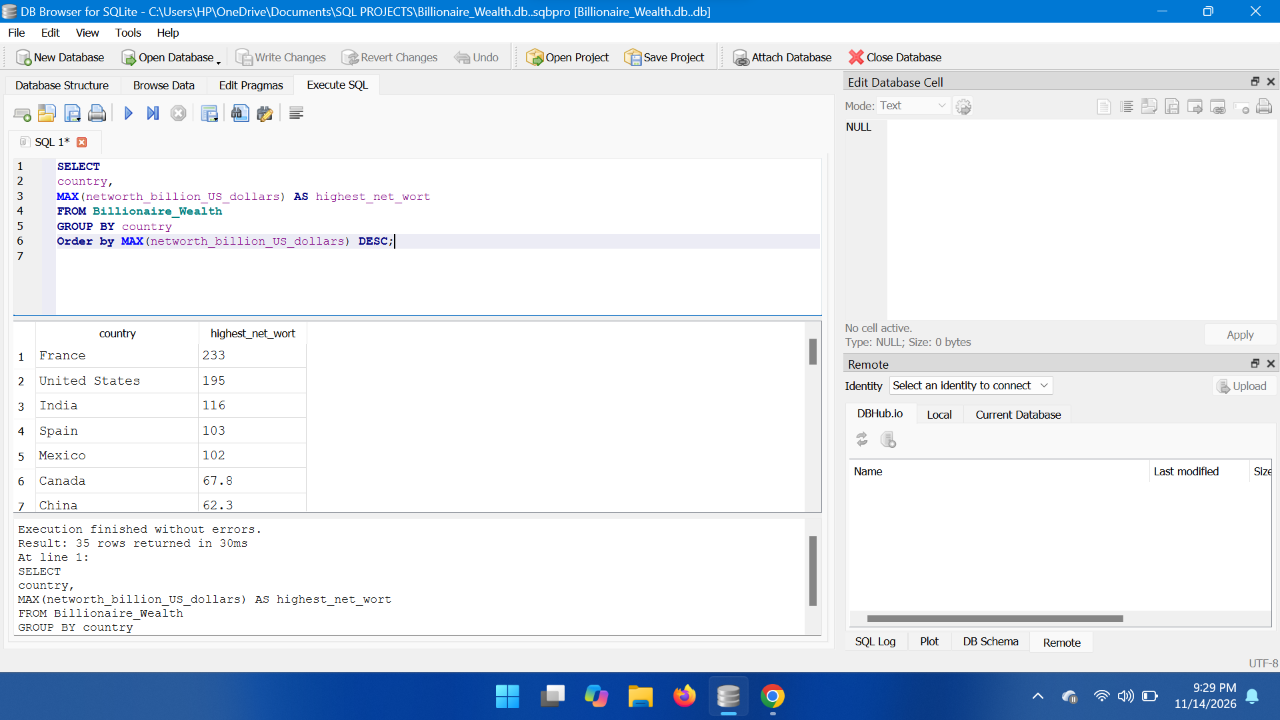 DB Browser for SQLite - C:\Users\HP\OneDrive\Documents\SQL PROJECTS\Billionaire_Wealth.db..sqbpro [Billionaire_Wealth.db..db]
File Edit View Tools Help
New Database Open Database Write Changes Revert Changes Undo Open Project Save Project Attach Database Close Database
Database Structure Browse Data Edit Pragmas Execute SQL
SQL 1*
1 SELECT
2 country,
3 MAX(networth_billion_US_dollars) AS highest_net_wort
4 FROM Billionaire_Wealth
5 GROUP BY country
6 Order by MAX(networth_billion_US_dollars) DESC;
7
country highest_net_wort
1 France 233
2 United States 195
3 India 116
4 Spain 103
5 Mexico 102
6 Canada 67.8
7 China 62.3
Execution finished without errors.
Result: 35 rows returned in 30ms
At line 1:
SELECT
country,
MAX(networth_billion_US_dollars) AS highest_net_wort
FROM Billionaire_Wealth
GROUP BY country
Edit Database Cell
Mode: Text
NULL
No cell active.
Type: NULL; Size: 0 bytes
Apply
Remote
Identity Select an identity to connect Upload
DBHub.io Local Current Database
Name Last modified Size
SQL Log Plot DB Schema Remote
UTF-8
9:29 PM
11/14/2026